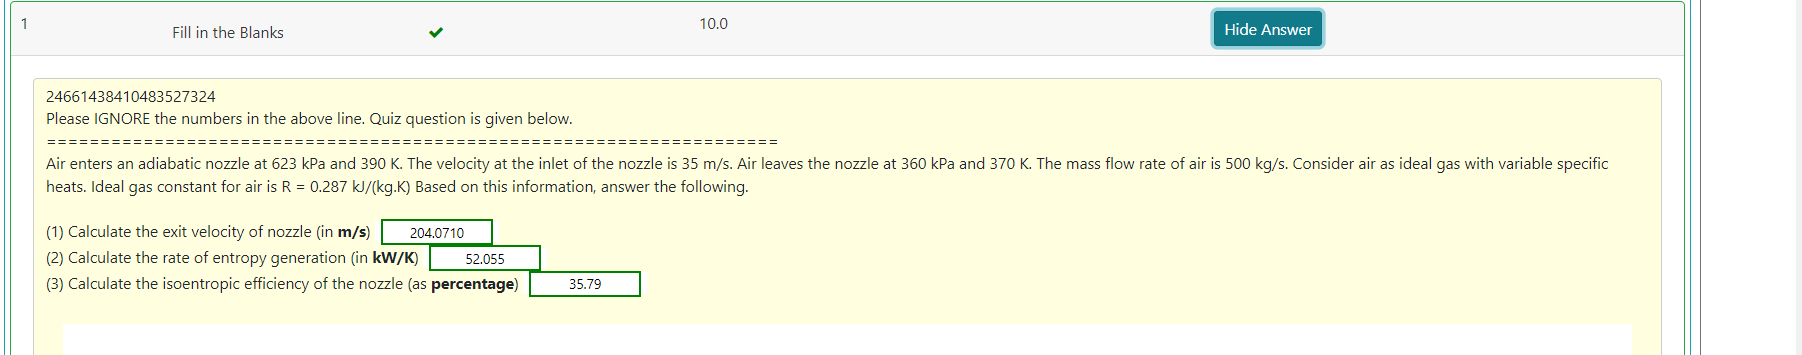 1
Fill in the Blanks
10.0
Hide Answer
24661438410483527324
Please IGNORE the numbers in the above line. Quiz question is given below.
====================================================================
Air enters an adiabatic nozzle at 623 kPa and 390 K. The velocity at the inlet of the nozzle is 35 m/s. Air leaves the nozzle at 360 kPa and 370 K. The mass flow rate of air is 500 kg/s. Consider air as ideal gas with variable specific
heats. Ideal gas constant for air is R = 0.287 kJ/(kg.K) Based on this information, answer the following.
(1) Calculate the exit velocity of nozzle (in m/s) 204.0710
(2) Calculate the rate of entropy generation (in kW/K) 52.055
(3) Calculate the isoentropic efficiency of the nozzle (as percentage) 35.79